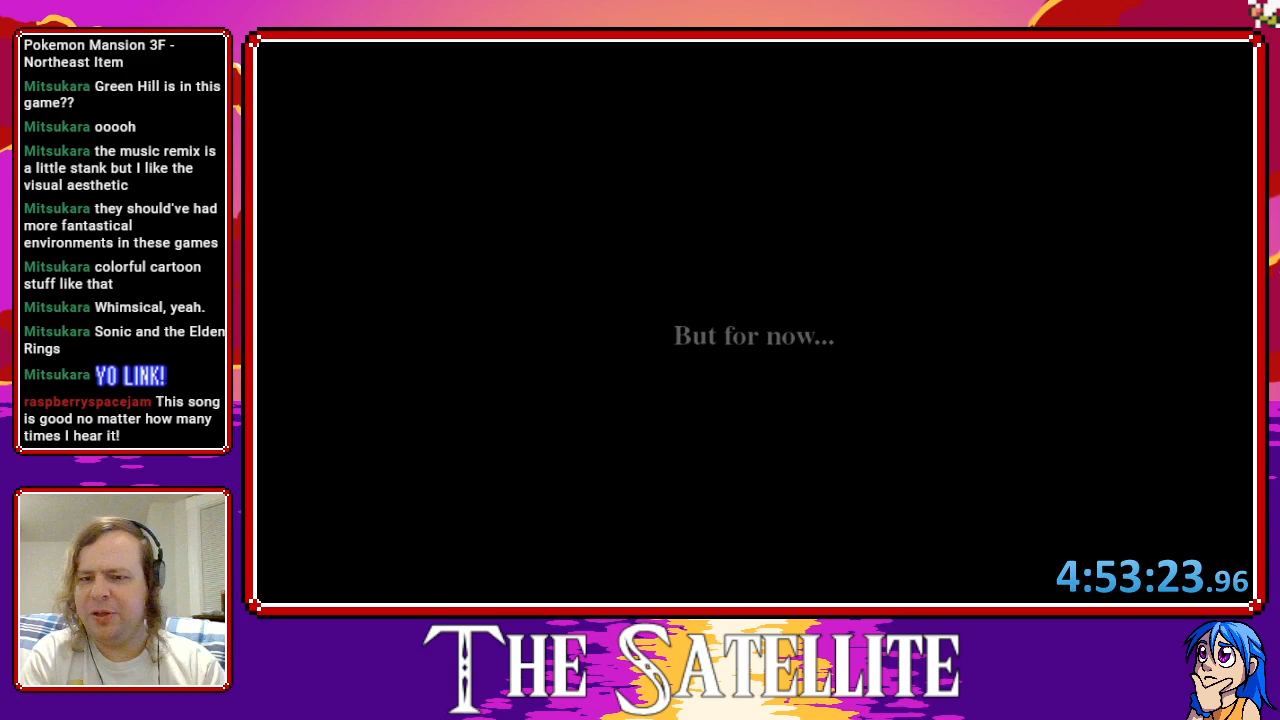 Pokemon Mansion 3F -
Northeast Item
Mitsukara Green Hill is in this
game??
Mitsukara ooooh
Mitsukara the music remix is
a little stank but I like the
visual aesthetic
Mitsukara they should've had
more fantastical
environments in these games
Mitsukara colorful cartoon
stuff like that
Mitsukara Whimsical, yeah.
Mitsukara Sonic and the Elden
Rings
Mitsukara YO LINK!
raspberryspacejam This song
is good no matter how many
times I hear it!
But for now...
4:53:23.96
THE SATELLITE